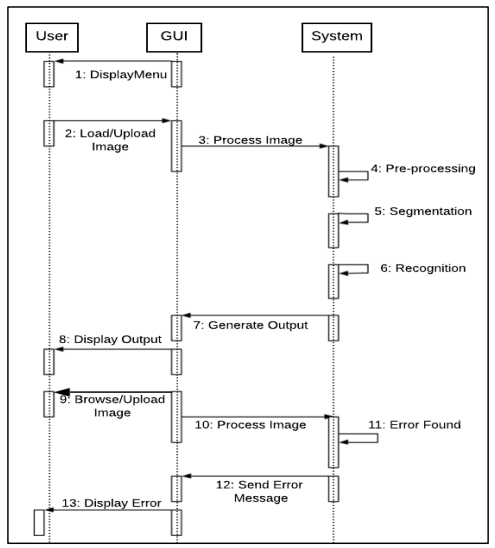 User
GUI
System
1: DisplayMenu
2: Load/Upload
Image
3: Process Image
4: Pre-processing
5: Segmentation
6: Recognition
7: Generate Output
8: Display Output
9: Browse/Upload
Image
10: Process Image
11: Error Found
12: Send Error
Message
13: Display Error